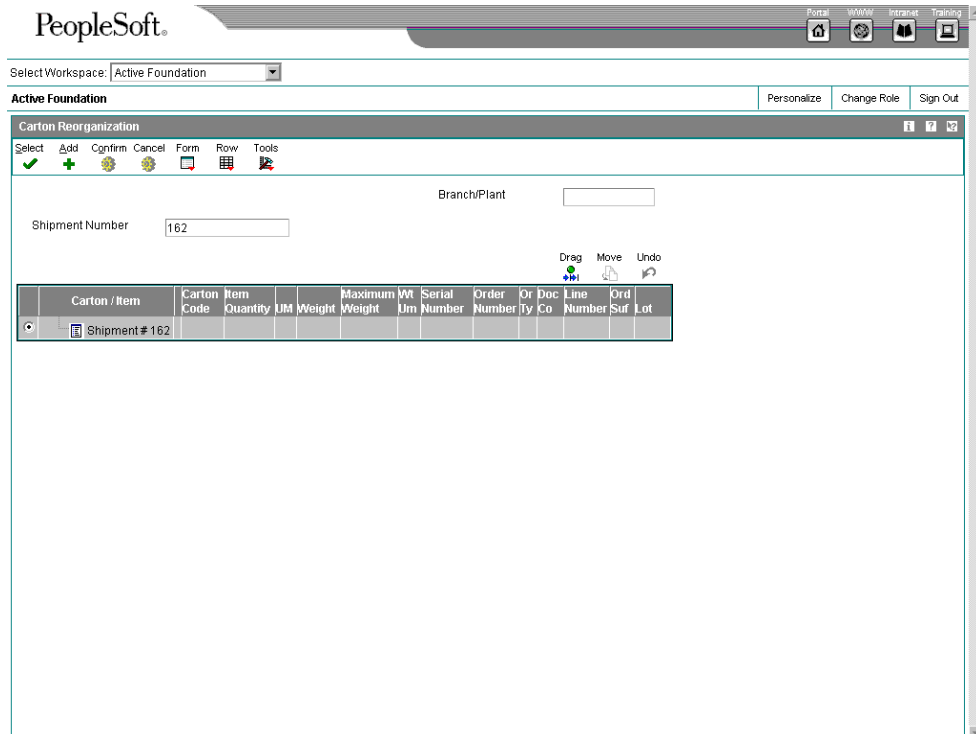 PeopleSoft®
Portal WWW Intranet Training
Select Workspace: Active Foundation
Active Foundation Personalize Change Role Sign Out
Carton Reorganization
Select Add Confirm Cancel Form Row Tools
Branch/Plant
Shipment Number 162
Drag Move Undo
Carton / Item Carton Code Item Quantity UM Weight Maximum Weight Wt Um Serial Number Order Number Or Ty Doc Co Line Number Ord Suf Lot
Shipment # 162